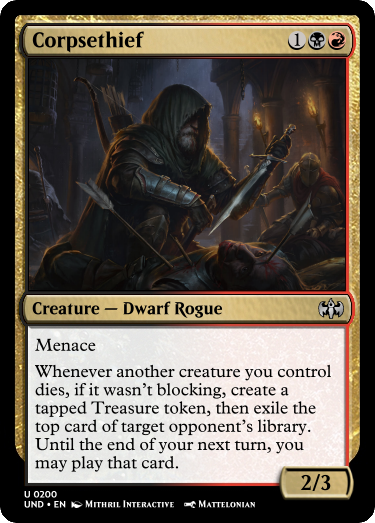 Corpsethief 1
Creature — Dwarf Rogue
Menace
Whenever another creature you control
dies, if it wasn't blocking, create a
tapped Treasure token, then exile the
top card of target opponent's library.
Until the end of your next turn, you
may play that card.
2/3
U 0200
UND • EN Mithril Interactive Mattelonian